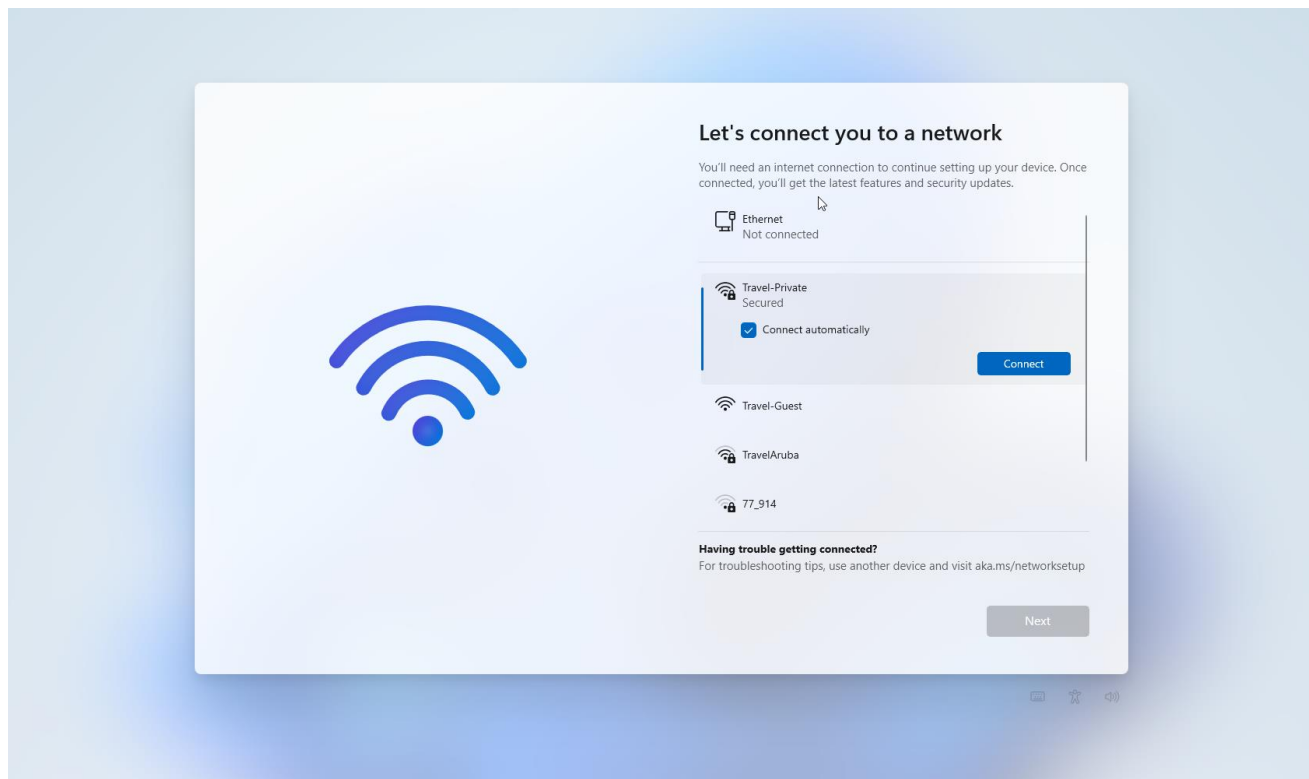 Let's connect you to a network
You'll need an internet connection to continue setting up your device. Once
connected, you'll get the latest features and security updates.
Ethernet
Not connected
Travel-Private
Secured
Connect automatically
Connect
Travel-Guest
TravelAruba
77_914
Having trouble getting connected?
For troubleshooting tips, use another device and visit aka.ms/networksetup
Next